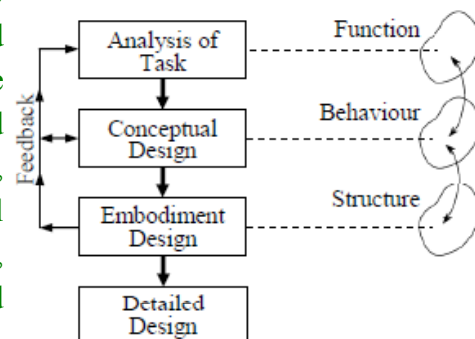 Analysis of
Task
Function
Conceptual
Design
Behaviour
Feedback
Embodiment
Design
Structure
Detailed
Design